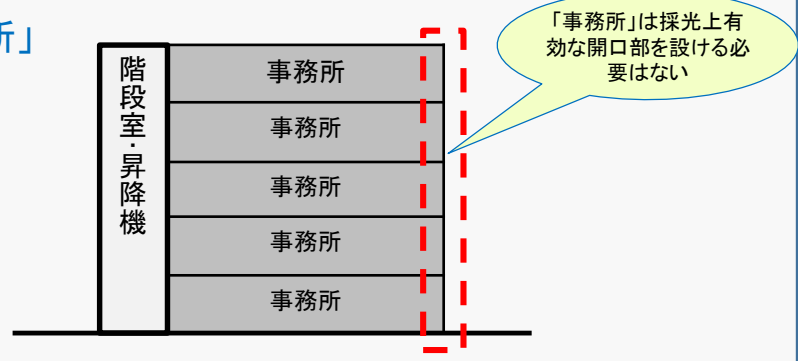 所」
「事務所」は採光上有
効な開口部を設ける必
要はない
階段室・昇降機
事務所
事務所
事務所
事務所
事務所